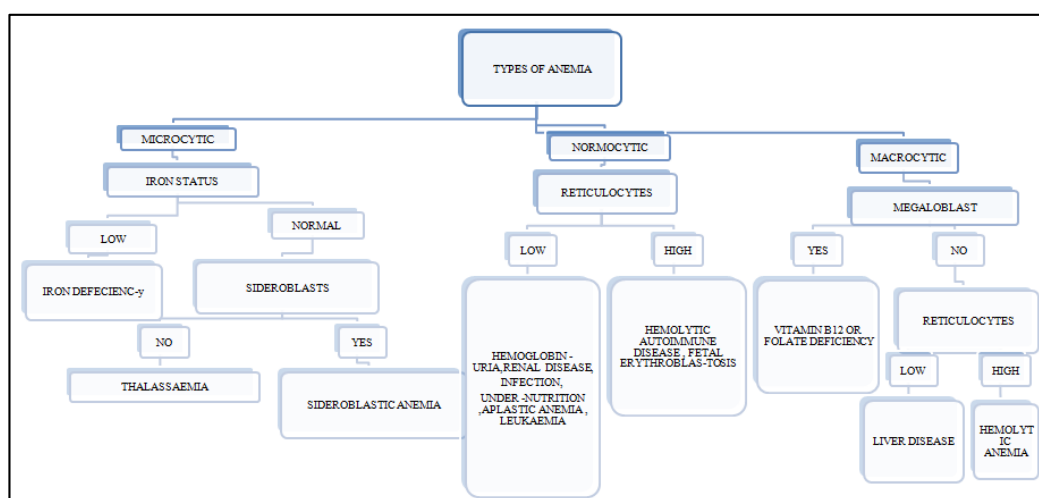 TYPES OF ANEMIA
MICROCYTIC
NORMOCYTIC
MACROCYTIC
IRON STATUS
RETICULOCYTES
MEGALOBLAST
LOW
NORMAL
LOW
HIGH
YES
NO
IRON DEFECIENC-y
SIDEROBLASTS
HEMOGLOBIN -
URIA,RENAL DISEASE,
INFECTION,
UNDER -NUTRITION
,APLASTIC ANEMIA ,
LEUKAEMIA
HEMOLYTIC
AUTOIMMUNE
DISEASE , FETAL
ERYTHROBLAS-TOSIS
VITAMIN B12 OR
FOLATE DEFICIENCY
RETICULOCYTES
NO
YES
LOW
HIGH
THALASSAEMIA
SIDEROBLASTIC ANEMIA
LIVER DISEASE
HEMOLYT
IC
ANEMIA